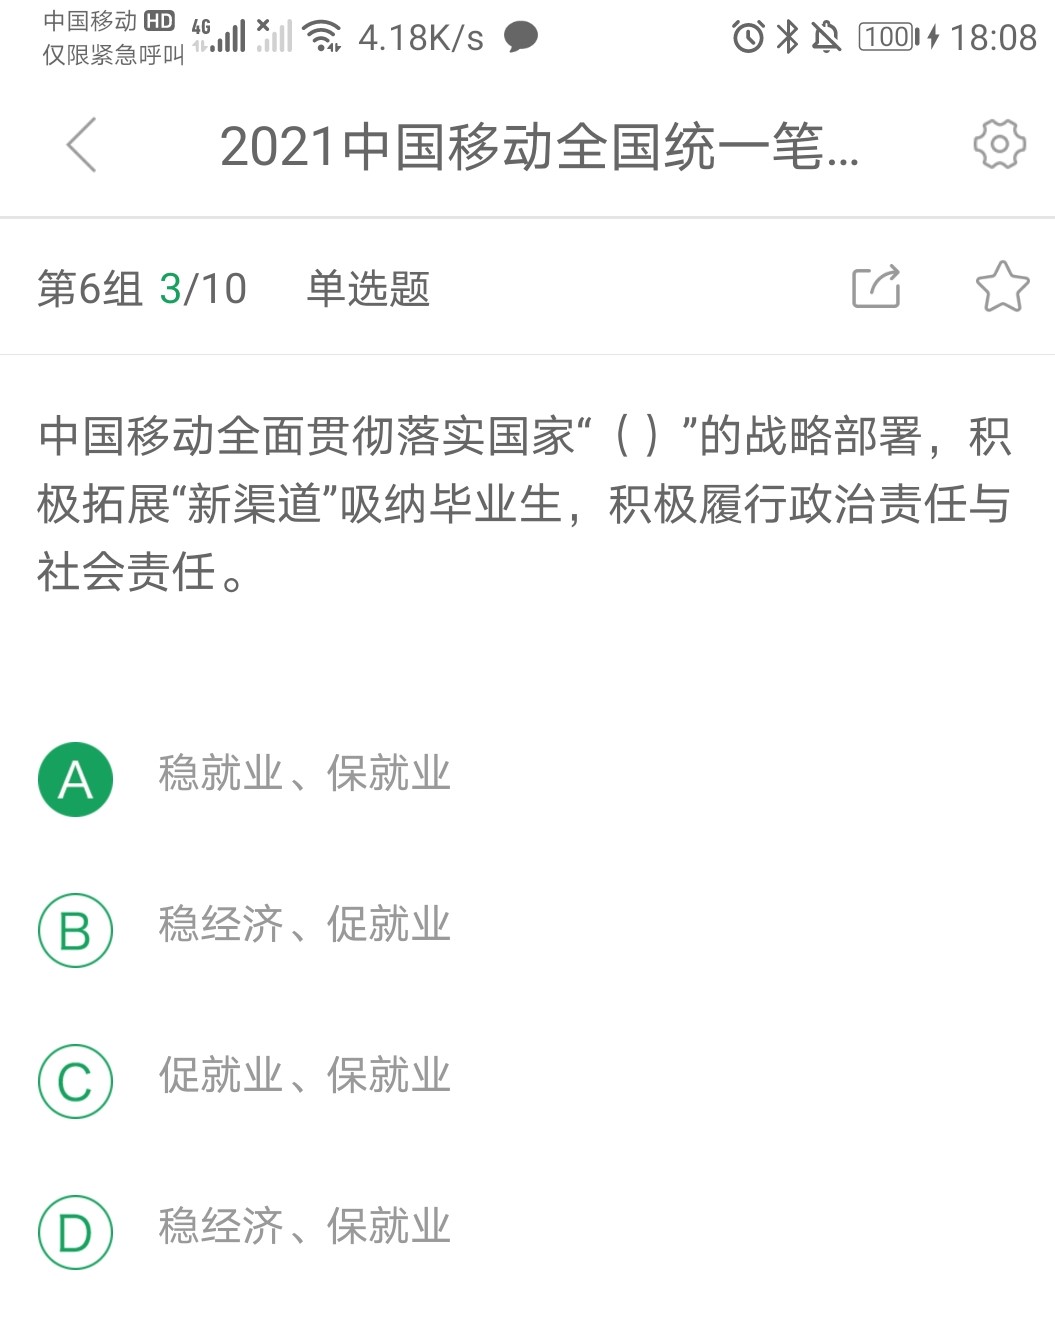 中国移动 HD 4G 4.18K/s 100 18:08
仅限紧急呼叫
2021中国移动全国统一笔...
第6组 3/10 单选题
中国移动全面贯彻落实国家“（）”的战略部署，积
极拓展“新渠道”吸纳毕业生，积极履行政治责任与
社会责任。
A 稳就业、保就业
B 稳经济、促就业
C 促就业、保就业
D 稳经济、保就业